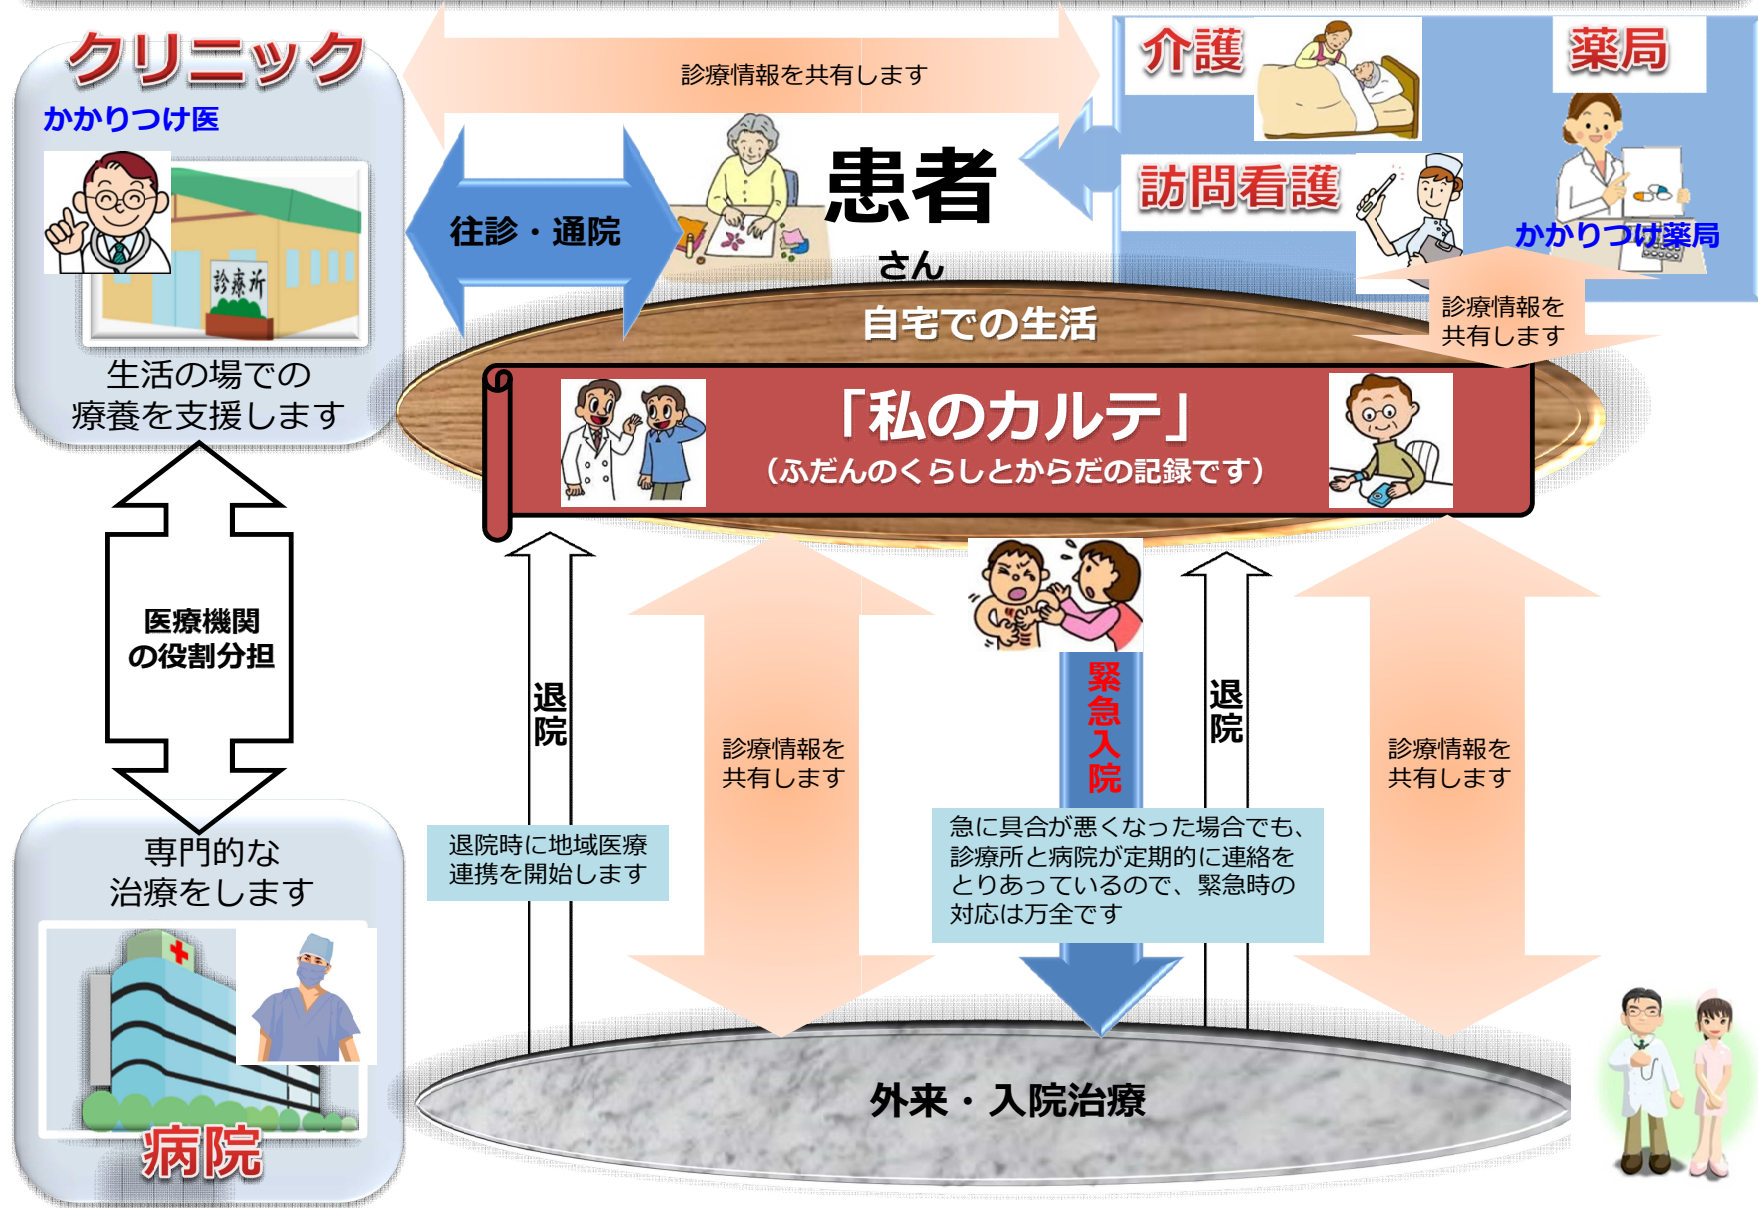 クリニック
かかりつけ医
診療所
生活の場での
療養を支援します
診療情報を共有します
往診・通院
患者
さん
介護
薬局
訪問看護
かかりつけ薬局
診療情報を
共有します
自宅での生活
「私のカルテ」
（ふだんのくらしとからだの記録です）
医療機関
の役割分担
退院
診療情報を
共有します
緊急入院
退院
診療情報を
共有します
退院時に地域医療
連携を開始します
急に具合が悪くなった場合でも、
診療所と病院が定期的に連絡を
とりあっているので、緊急時の
対応は万全です
専門的な
治療をします
病院
外来・入院治療